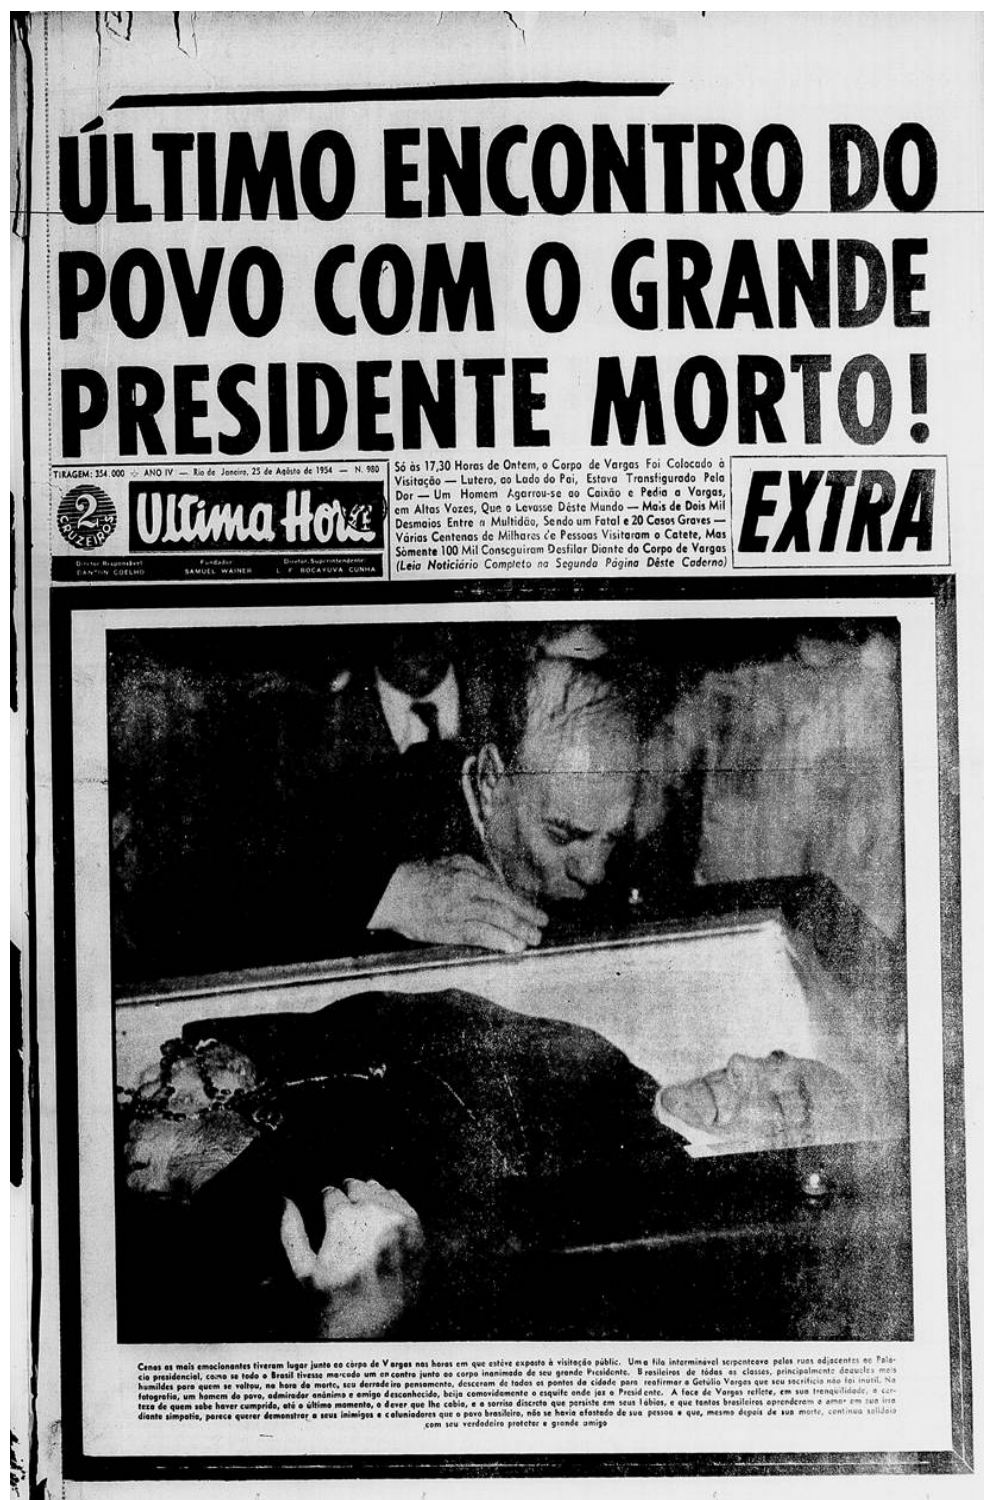 ÚLTIMO ENCONTRO DO
POVO COM O GRANDE
PRESIDENTE MORTO!
TIRAGEM: 354.000 ÷ ANO IV — Rio de Janeiro, 25 de Agôsto de 1954 — N. 980
2
CRUZEIROS
Ultima Hora
Diretor Responsável
DANTON COELHO
Fundador
SAMUEL WAINER
Diretor Superintendente
L. F. BOCAYUVA CUNHA
Só às 17,30 Horas de Ontem, o Corpo de Vargas Foi Colocado à
Visitação — Lutero, ao Lado do Pai, Estava Transfigurado Pela
Dor — Um Homem Agarrou-se ao Caixão e Pedia a Vargas,
em Altas Vozes, Que o Levasse Dêste Mundo — Mais de Dois Mil
Desmaios Entre a Multidão, Sendo um Fatal e 20 Casos Graves —
Várias Centenas de Milhares de Pessoas Visitaram o Catete, Mas
Sòmente 100 Mil Conseguiram Desfilar Diante do Corpo de Vargas
(Leia Noticiário Completo na Segunda Página Dêste Caderno)
EXTRA
Cenas as mais emocionantes tiveram lugar junto ao côrpo de Vargas nas horas em que estêve exposto à visitação públic. Uma fila interminável serpenteava pelas ruas adjacentes ao Palá-
cio presidencial, como se todo o Brasil tivesse marcado um encontro junto ao corpo inanimado de seu grande Presidente. Brasileiros de tôdas as classes, principalmente daqueles mais
humildes para quem se voltou, na hora da morte, seu derradeiro pensamento, desceram de todos os pontos da cidade para reafirmar a Getúlio Vargas que seu sacrifício não foi inutil. Na
fotografia, um homem do povo, admirador anônimo e amigo desconhecido, beija comovidamente o esquife onde jaz o Presidente. A face de Vargas reflete, em sua tranquilidade, a cer-
teza de quem sabe haver cumprido, até o último momento, o dever que lhe cabia, e o sorriso discreto que persiste em seus lábios, e que tantos brasileiros aprenderam a amar em sua irra
diante simpatia, parece querer demonstrar a seus inimigos e caluniadores que o povo brasileiro, não se havia afastado de sua pessoa e que, mesmo depois de sua morte, continua solidário
com seu verdadeiro protetor e grande amigo